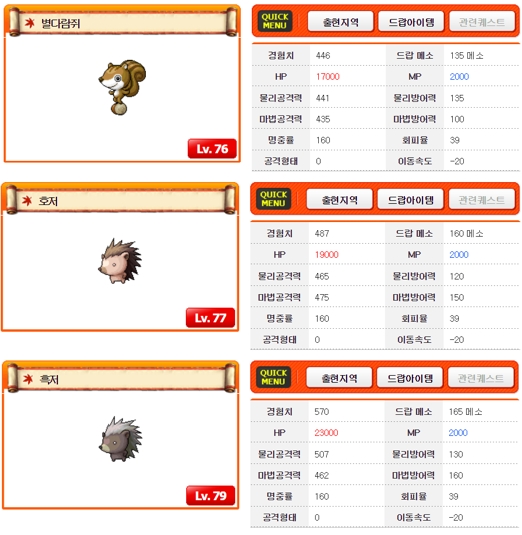 별다람쥐
Lv. 76
QUICK MENU 출현지역 드랍아이템 관련퀘스트
경험치 446 드랍 메소 135 메소
HP 17000 MP 2000
물리공격력 441 물리방어력 135
마법공격력 435 마법방어력 100
명중률 160 회피율 39
공격형태 0 이동속도 -20
호저
Lv. 77
QUICK MENU 출현지역 드랍아이템 관련퀘스트
경험치 487 드랍 메소 160 메소
HP 19000 MP 2000
물리공격력 465 물리방어력 120
마법공격력 475 마법방어력 150
명중률 160 회피율 39
공격형태 0 이동속도 -20
흑저
Lv. 79
QUICK MENU 출현지역 드랍아이템 관련퀘스트
경험치 570 드랍 메소 165 메소
HP 23000 MP 2000
물리공격력 507 물리방어력 130
마법공격력 462 마법방어력 160
명중률 160 회피율 39
공격형태 0 이동속도 -20